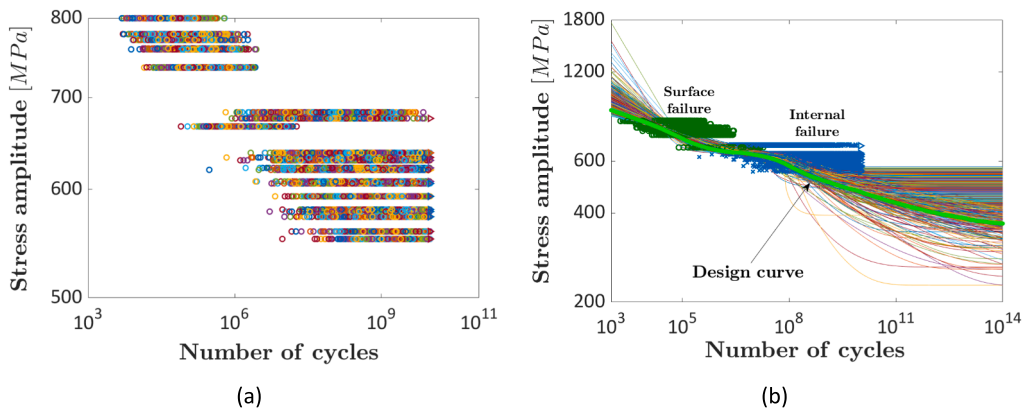 800
700
600
500
Stress amplitude [MPa]
10^3
10^6
10^9
10^11
Number of cycles
(a)
1800
1200
600
400
200
Stress amplitude [MPa]
Surface
failure
Internal
failure
Design curve
10^3
10^5
10^8
10^11
10^14
Number of cycles
(b)